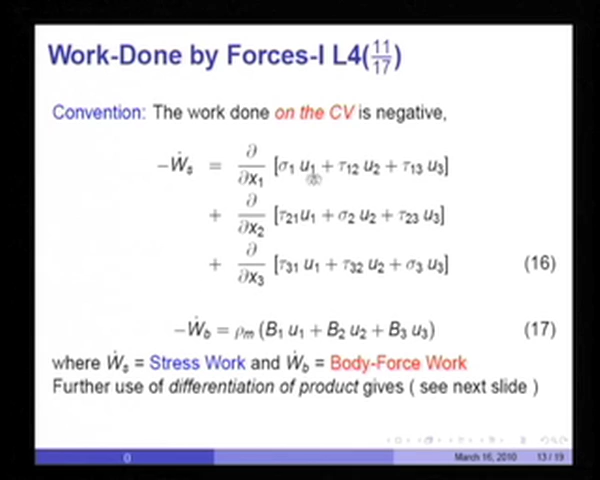 Work-Done by Forces-I L4(11/17)
Convention: The work done on the CV is negative,
−Ẇs = ∂/∂x1 [σ1 u1 + τ12 u2 + τ13 u3]
+ ∂/∂x2 [τ21 u1 + σ2 u2 + τ23 u3]
+ ∂/∂x3 [τ31 u1 + τ32 u2 + σ3 u3] (16)
−Ẇb = ρm (B1 u1 + B2 u2 + B3 u3) (17)
where Ẇs = Stress Work and Ẇb = Body-Force Work
Further use of differentiation of product gives ( see next slide )
() March 16, 2010 13 / 19